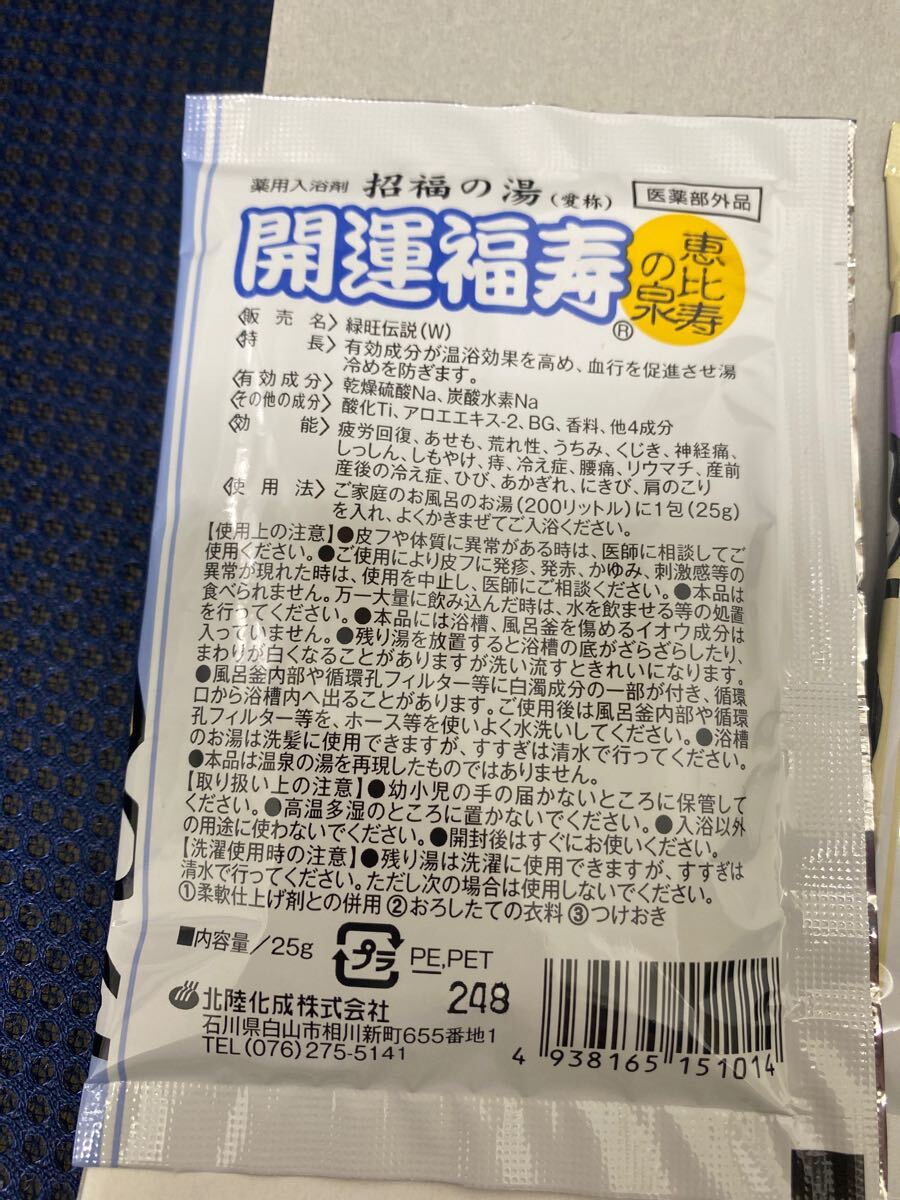 薬用入浴剤 招福の湯(愛称) 医薬部外品
開運福寿®
恵比寿の泉
〈販売名〉緑旺伝説(W)
〈特長〉有効成分が温浴効果を高め、血行を促進させ湯
冷めを防ぎます。
〈有効成分〉乾燥硫酸Na、炭酸水素Na
〈その他の成分〉酸化Ti、アロエエキス-2、BG、香料、他4成分
〈効能〉疲労回復、あせも、荒れ性、うちみ、くじき、神経痛、
しっしん、しもやけ、痔、冷え症、腰痛、リウマチ、産前
産後の冷え症、ひび、あかぎれ、にきび、肩のこり
〈使用法〉ご家庭のお風呂のお湯(200リットル)に1包(25g)
を入れ、よくかきまぜてご入浴ください。
【使用上の注意】●皮フや体質に異常がある時は、医師に相談してご
使用ください。●ご使用により皮フに発疹、発赤、かゆみ、刺激感等の
異常が現れた時は、使用を中止し、医師にご相談ください。●本品は
食べられません。万一大量に飲み込んだ時は、水を飲ませる等の処置
を行ってください。●本品には浴槽、風呂釜を傷めるイオウ成分は
入っていません。●残り湯を放置すると浴槽の底がざらざらしたり、
まわりが白くなることがありますが洗い流すときれいになります。
●風呂釜内部や循環孔フィルター等に白濁成分の一部が付き、循環
口から浴槽内へ出ることがあります。ご使用後は風呂釜内部や循環
孔フィルター等を、ホース等を使いよく水洗いしてください。●浴槽
のお湯は洗髪に使用できますが、すすぎは清水で行ってください。
●本品は温泉の湯を再現したものではありません。
【取り扱い上の注意】●幼小児の手の届かないところに保管して
ください。●高温多湿のところに置かないでください。●入浴以外
の用途に使わないでください。●開封後はすぐにお使いください。
【洗濯使用時の注意】●残り湯は洗濯に使用できますが、すすぎは
清水で行ってください。ただし次の場合は使用しないでください。
①柔軟仕上げ剤との併用 ②おろしたての衣料 ③つけおき
■内容量/25g プラ PE,PET
248
北陸化成株式会社
石川県白山市相川新町655番地1
TEL(076)275-5141
4 938165 151014